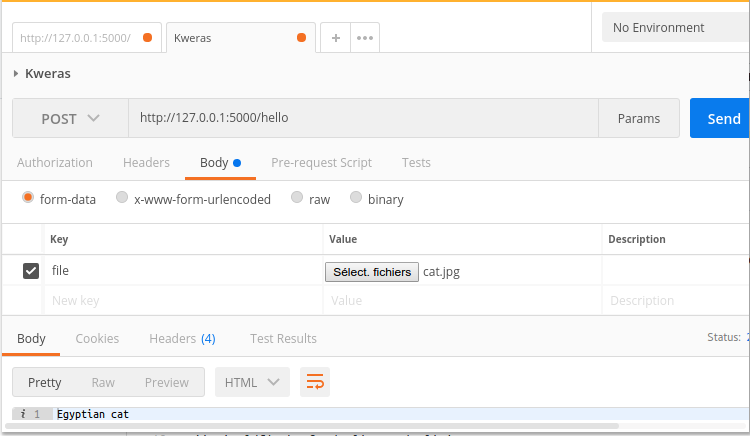 http://127.0.0.1:5000/ Kweras + ••• No Environment
Kweras
POST http://127.0.0.1:5000/hello Params Send
Authorization Headers Body Pre-request Script Tests
form-data x-www-form-urlencoded raw binary
Key Value Description
file Sélect. fichiers cat.jpg
New key Value Description
Body Cookies Headers (4) Test Results Status:
Pretty Raw Preview HTML
i 1 Egyptian cat